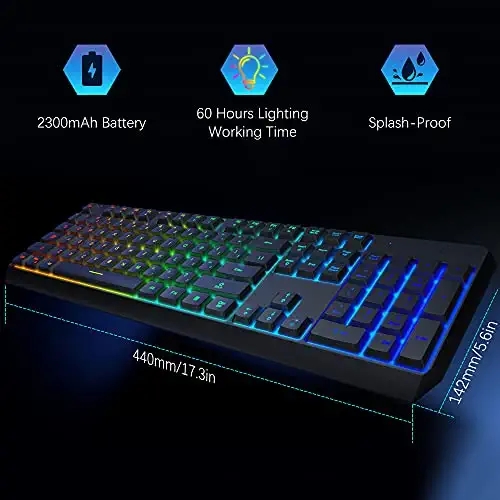 2300mAh Battery
60 Hours Lighting
Working Time
Splash-Proof
440mm/17.3in
142mm/5.6in